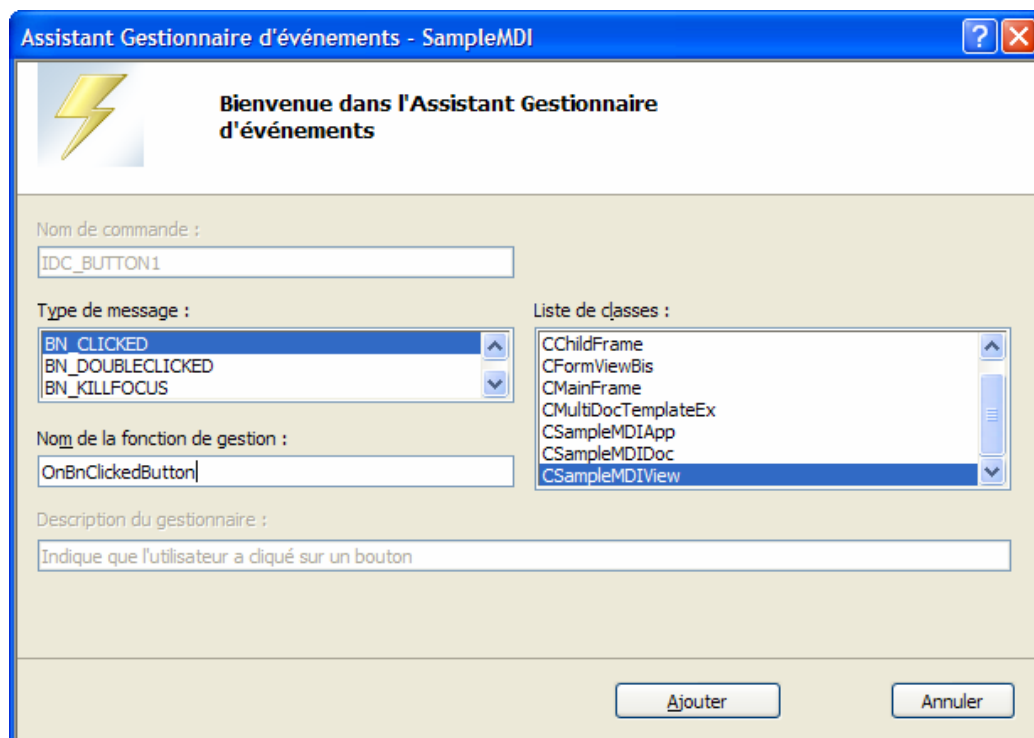 Assistant Gestionnaire d'événements - SampleMDI
Bienvenue dans l'Assistant Gestionnaire
d'événements
Nom de commande :
IDC_BUTTON1
Type de message :
BN_CLICKED
BN_DOUBLECLICKED
BN_KILLFOCUS
Liste de classes :
CChildFrame
CFormViewBis
CMainFrame
CMultiDocTemplateEx
CSampleMDIApp
CSampleMDIDoc
CSampleMDIView
Nom de la fonction de gestion :
OnBnClickedButton
Description du gestionnaire :
Indique que l'utilisateur a cliqué sur un bouton
Ajouter
Annuler